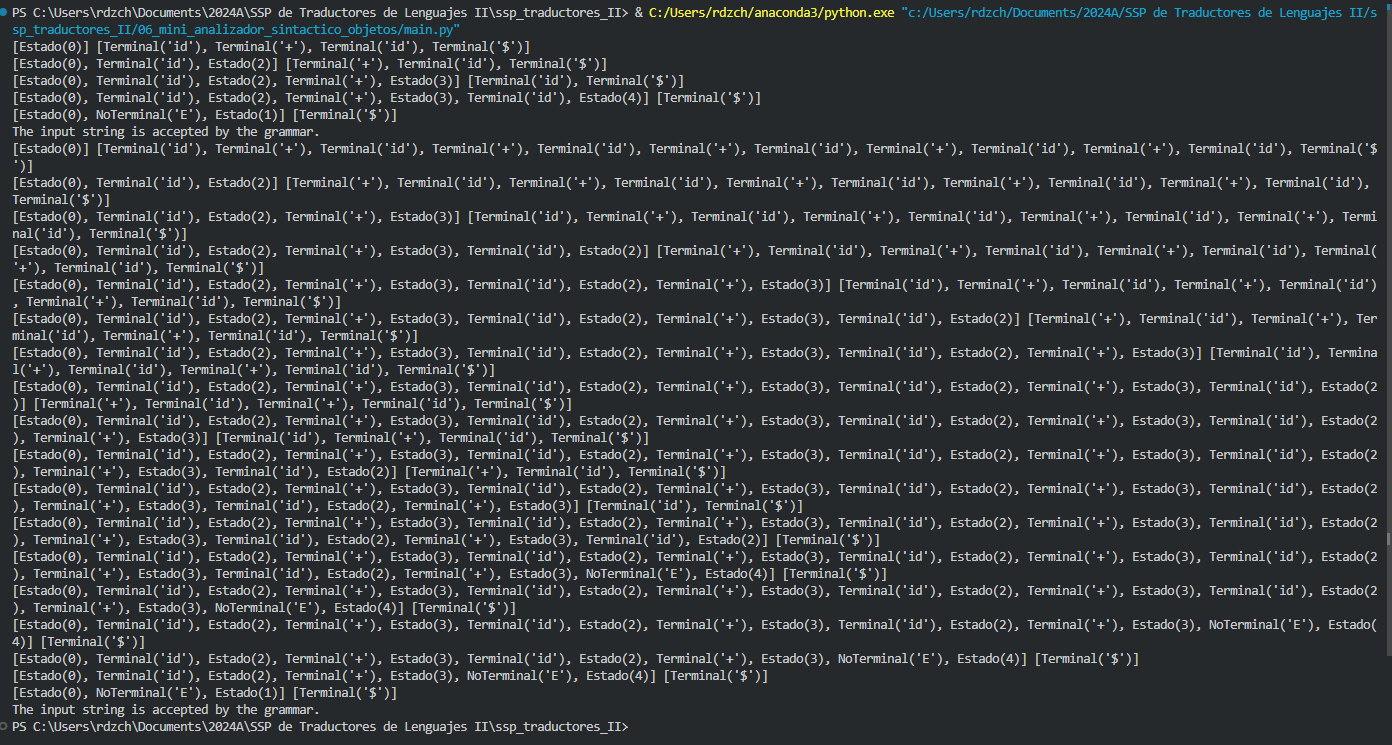 PS C:\Users\rdzch\Documents\2024A\SSP de Traductores de Lenguajes II\ssp_traductores_II> & C:/Users/rdzch/anaconda3/python.exe "c:/Users/rdzch/Documents/2024A/SSP de Traductores de Lenguajes II/s
sp_traductores_II/06_mini_analizador_sintactico_objetos/main.py"
[Estado(0)] [Terminal('id'), Terminal('+'), Terminal('id'), Terminal('$')]
[Estado(0), Terminal('id'), Estado(2)] [Terminal('+'), Terminal('id'), Terminal('$')]
[Estado(0), Terminal('id'), Estado(2), Terminal('+'), Estado(3)] [Terminal('id'), Terminal('$')]
[Estado(0), Terminal('id'), Estado(2), Terminal('+'), Estado(3), Terminal('id'), Estado(4)] [Terminal('$')]
[Estado(0), NoTerminal('E'), Estado(1)] [Terminal('$')]
The input string is accepted by the grammar.
[Estado(0)] [Terminal('id'), Terminal('+'), Terminal('id'), Terminal('+'), Terminal('id'), Terminal('+'), Terminal('id'), Terminal('+'), Terminal('id'), Terminal('+'), Terminal('id'), Terminal('$
')]
[Estado(0), Terminal('id'), Estado(2)] [Terminal('+'), Terminal('id'), Terminal('+'), Terminal('id'), Terminal('+'), Terminal('id'), Terminal('+'), Terminal('id'), Terminal('+'), Terminal('id'),
Terminal('$')]
[Estado(0), Terminal('id'), Estado(2), Terminal('+'), Estado(3)] [Terminal('id'), Terminal('+'), Terminal('id'), Terminal('+'), Terminal('id'), Terminal('+'), Terminal('id'), Terminal('+'), Termi
nal('id'), Terminal('$')]
[Estado(0), Terminal('id'), Estado(2), Terminal('+'), Estado(3), Terminal('id'), Estado(2)] [Terminal('+'), Terminal('id'), Terminal('+'), Terminal('id'), Terminal('+'), Terminal('id'), Terminal(
'+'), Terminal('id'), Terminal('$')]
[Estado(0), Terminal('id'), Estado(2), Terminal('+'), Estado(3), Terminal('id'), Estado(2), Terminal('+'), Estado(3)] [Terminal('id'), Terminal('+'), Terminal('id'), Terminal('+'), Terminal('id')
, Terminal('+'), Terminal('id'), Terminal('$')]
[Estado(0), Terminal('id'), Estado(2), Terminal('+'), Estado(3), Terminal('id'), Estado(2), Terminal('+'), Estado(3), Terminal('id'), Estado(2)] [Terminal('+'), Terminal('id'), Terminal('+'), Ter
minal('id'), Terminal('+'), Terminal('id'), Terminal('$')]
[Estado(0), Terminal('id'), Estado(2), Terminal('+'), Estado(3), Terminal('id'), Estado(2), Terminal('+'), Estado(3), Terminal('id'), Estado(2), Terminal('+'), Estado(3)] [Terminal('id'), Termina
l('+'), Terminal('id'), Terminal('+'), Terminal('id'), Terminal('$')]
[Estado(0), Terminal('id'), Estado(2), Terminal('+'), Estado(3), Terminal('id'), Estado(2), Terminal('+'), Estado(3), Terminal('id'), Estado(2), Terminal('+'), Estado(3), Terminal('id'), Estado(2
)] [Terminal('+'), Terminal('id'), Terminal('+'), Terminal('id'), Terminal('$')]
[Estado(0), Terminal('id'), Estado(2), Terminal('+'), Estado(3), Terminal('id'), Estado(2), Terminal('+'), Estado(3), Terminal('id'), Estado(2), Terminal('+'), Estado(3), Terminal('id'), Estado(2
), Terminal('+'), Estado(3)] [Terminal('id'), Terminal('+'), Terminal('id'), Terminal('$')]
[Estado(0), Terminal('id'), Estado(2), Terminal('+'), Estado(3), Terminal('id'), Estado(2), Terminal('+'), Estado(3), Terminal('id'), Estado(2), Terminal('+'), Estado(3), Terminal('id'), Estado(2
), Terminal('+'), Estado(3), Terminal('id'), Estado(2)] [Terminal('+'), Terminal('id'), Terminal('$')]
[Estado(0), Terminal('id'), Estado(2), Terminal('+'), Estado(3), Terminal('id'), Estado(2), Terminal('+'), Estado(3), Terminal('id'), Estado(2), Terminal('+'), Estado(3), Terminal('id'), Estado(2
), Terminal('+'), Estado(3), Terminal('id'), Estado(2), Terminal('+'), Estado(3)] [Terminal('id'), Terminal('$')]
[Estado(0), Terminal('id'), Estado(2), Terminal('+'), Estado(3), Terminal('id'), Estado(2), Terminal('+'), Estado(3), Terminal('id'), Estado(2), Terminal('+'), Estado(3), Terminal('id'), Estado(2
), Terminal('+'), Estado(3), Terminal('id'), Estado(2), Terminal('+'), Estado(3), Terminal('id'), Estado(2)] [Terminal('$')]
[Estado(0), Terminal('id'), Estado(2), Terminal('+'), Estado(3), Terminal('id'), Estado(2), Terminal('+'), Estado(3), Terminal('id'), Estado(2), Terminal('+'), Estado(3), Terminal('id'), Estado(2
), Terminal('+'), Estado(3), Terminal('id'), Estado(2), Terminal('+'), Estado(3), NoTerminal('E'), Estado(4)] [Terminal('$')]
[Estado(0), Terminal('id'), Estado(2), Terminal('+'), Estado(3), Terminal('id'), Estado(2), Terminal('+'), Estado(3), Terminal('id'), Estado(2), Terminal('+'), Estado(3), Terminal('id'), Estado(2
), Terminal('+'), Estado(3), NoTerminal('E'), Estado(4)] [Terminal('$')]
[Estado(0), Terminal('id'), Estado(2), Terminal('+'), Estado(3), Terminal('id'), Estado(2), Terminal('+'), Estado(3), Terminal('id'), Estado(2), Terminal('+'), Estado(3), NoTerminal('E'), Estado(
4)] [Terminal('$')]
[Estado(0), Terminal('id'), Estado(2), Terminal('+'), Estado(3), Terminal('id'), Estado(2), Terminal('+'), Estado(3), NoTerminal('E'), Estado(4)] [Terminal('$')]
[Estado(0), Terminal('id'), Estado(2), Terminal('+'), Estado(3), NoTerminal('E'), Estado(4)] [Terminal('$')]
[Estado(0), NoTerminal('E'), Estado(1)] [Terminal('$')]
The input string is accepted by the grammar.
PS C:\Users\rdzch\Documents\2024A\SSP de Traductores de Lenguajes II\ssp_traductores_II>